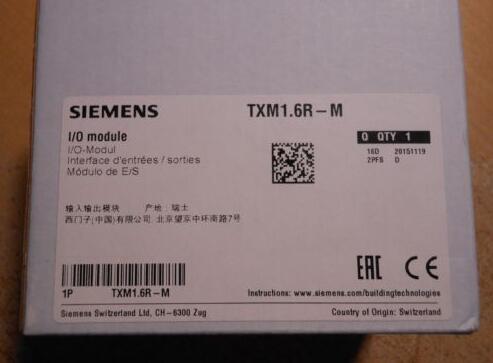 SIEMENS
TXM1.6R-M
I/O module
I/O-Modul
Interface d'entrées / sorties
Módulo de E/S
Q QTY 1
16D 20151119
2PFS D
输入输出模块 产地: 瑞士
西门子(中国)有限公司. 北京望京中环南路7号
1P TXM1.6R-M
EAC CE
Instructions: www.siemens.com/buildingtechnologies
Siemens Switzerland Ltd, CH-6300 Zug
Country of Origin: Switzerland